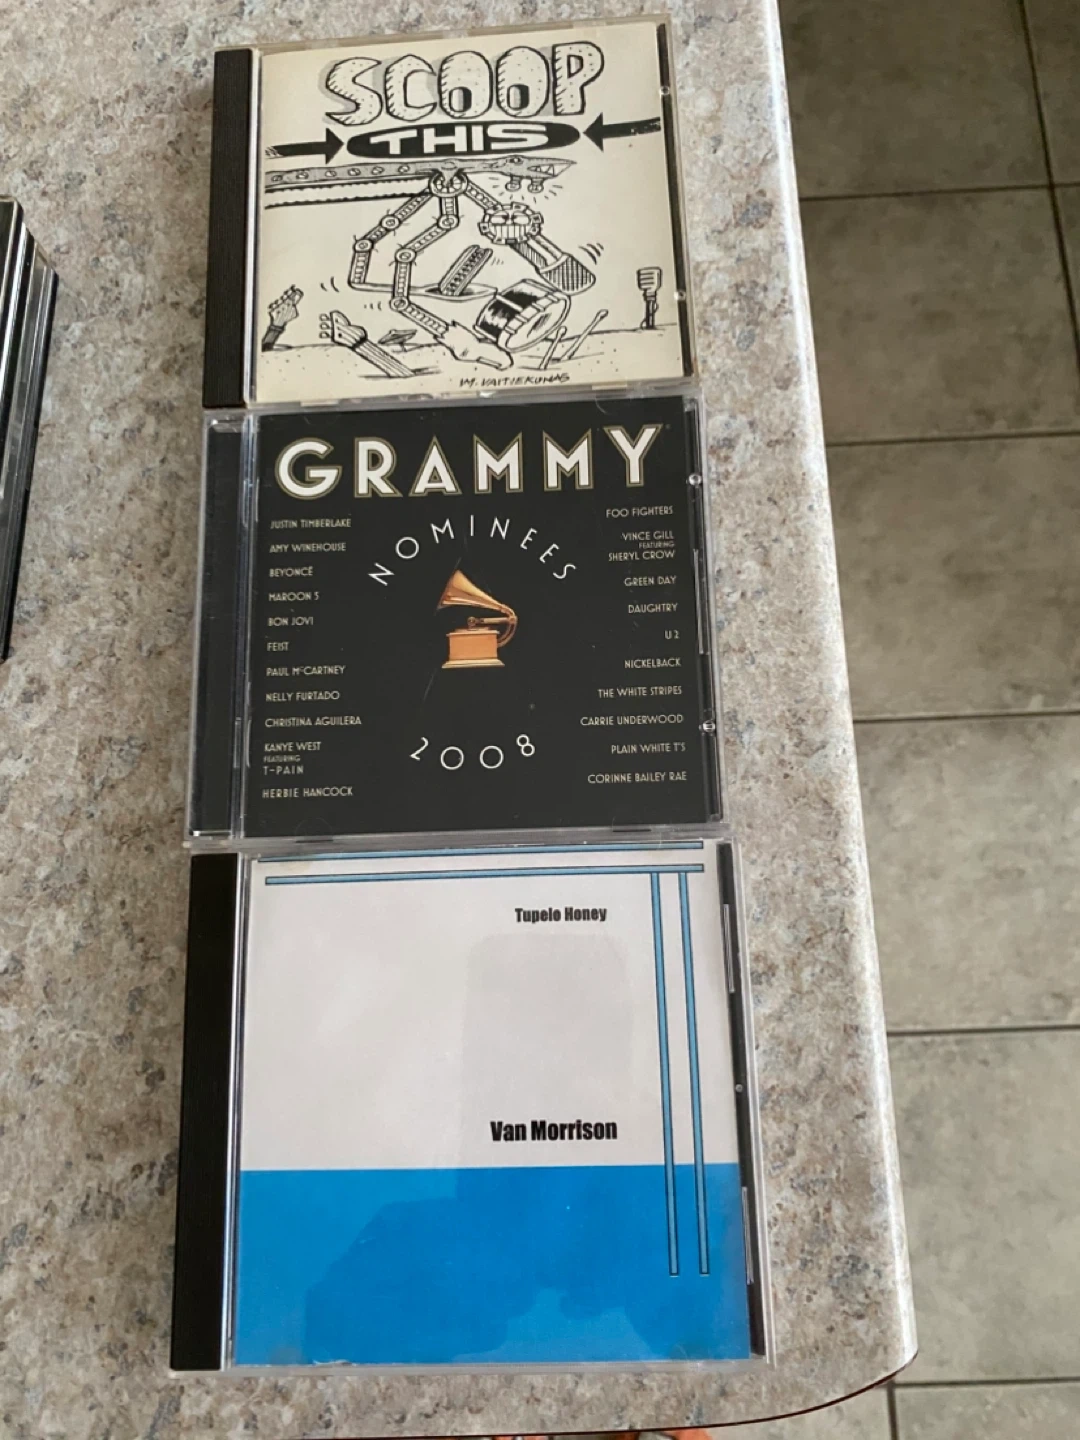 SCOOP
THIS
M. VAITIEKUNAS
GRAMMY
NOMINEES
2008
JUSTIN TIMBERLAKE
AMY WINEHOUSE
BEYONCÉ
MAROON 5
BON JOVI
FEIST
PAUL McCARTNEY
NELLY FURTADO
CHRISTINA AGUILERA
KANYE WEST
FEATURING
T-PAIN
HERBIE HANCOCK
FOO FIGHTERS
VINCE GILL
FEATURING
SHERYL CROW
GREEN DAY
DAUGHTRY
U2
NICKELBACK
THE WHITE STRIPES
CARRIE UNDERWOOD
PLAIN WHITE T'S
CORINNE BAILEY RAE
Tupelo Honey
Van Morrison